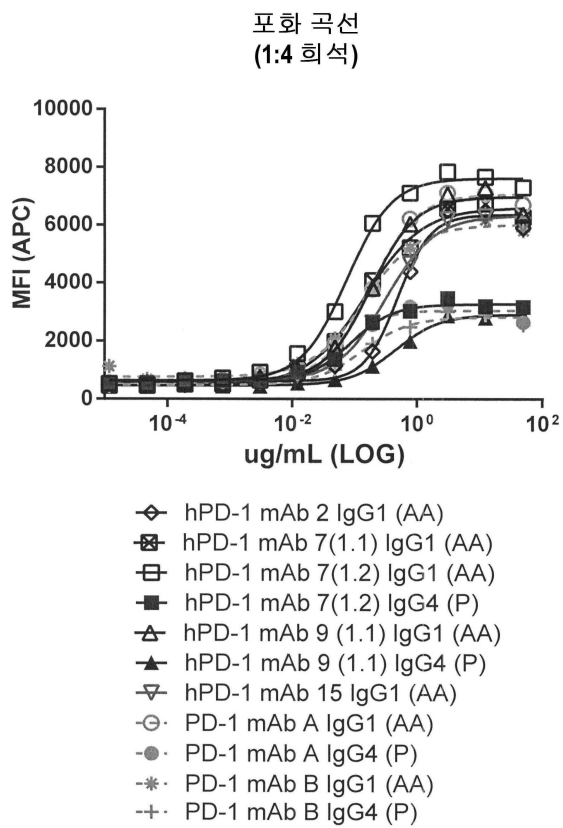 포화 곡선
(1:4 희석)
10000
8000
6000
4000
2000
0
MFI (APC)
10-4
10-2
100
102
ug/mL (LOG)
hPD-1 mAb 2 IgG1 (AA)
hPD-1 mAb 7(1.1) IgG1 (AA)
hPD-1 mAb 7(1.2) IgG1 (AA)
hPD-1 mAb 7(1.2) IgG4 (P)
hPD-1 mAb 9 (1.1) IgG1 (AA)
hPD-1 mAb 9 (1.1) IgG4 (P)
hPD-1 mAb 15 IgG1 (AA)
PD-1 mAb A IgG1 (AA)
PD-1 mAb A IgG4 (P)
PD-1 mAb B IgG1 (AA)
PD-1 mAb B IgG4 (P)